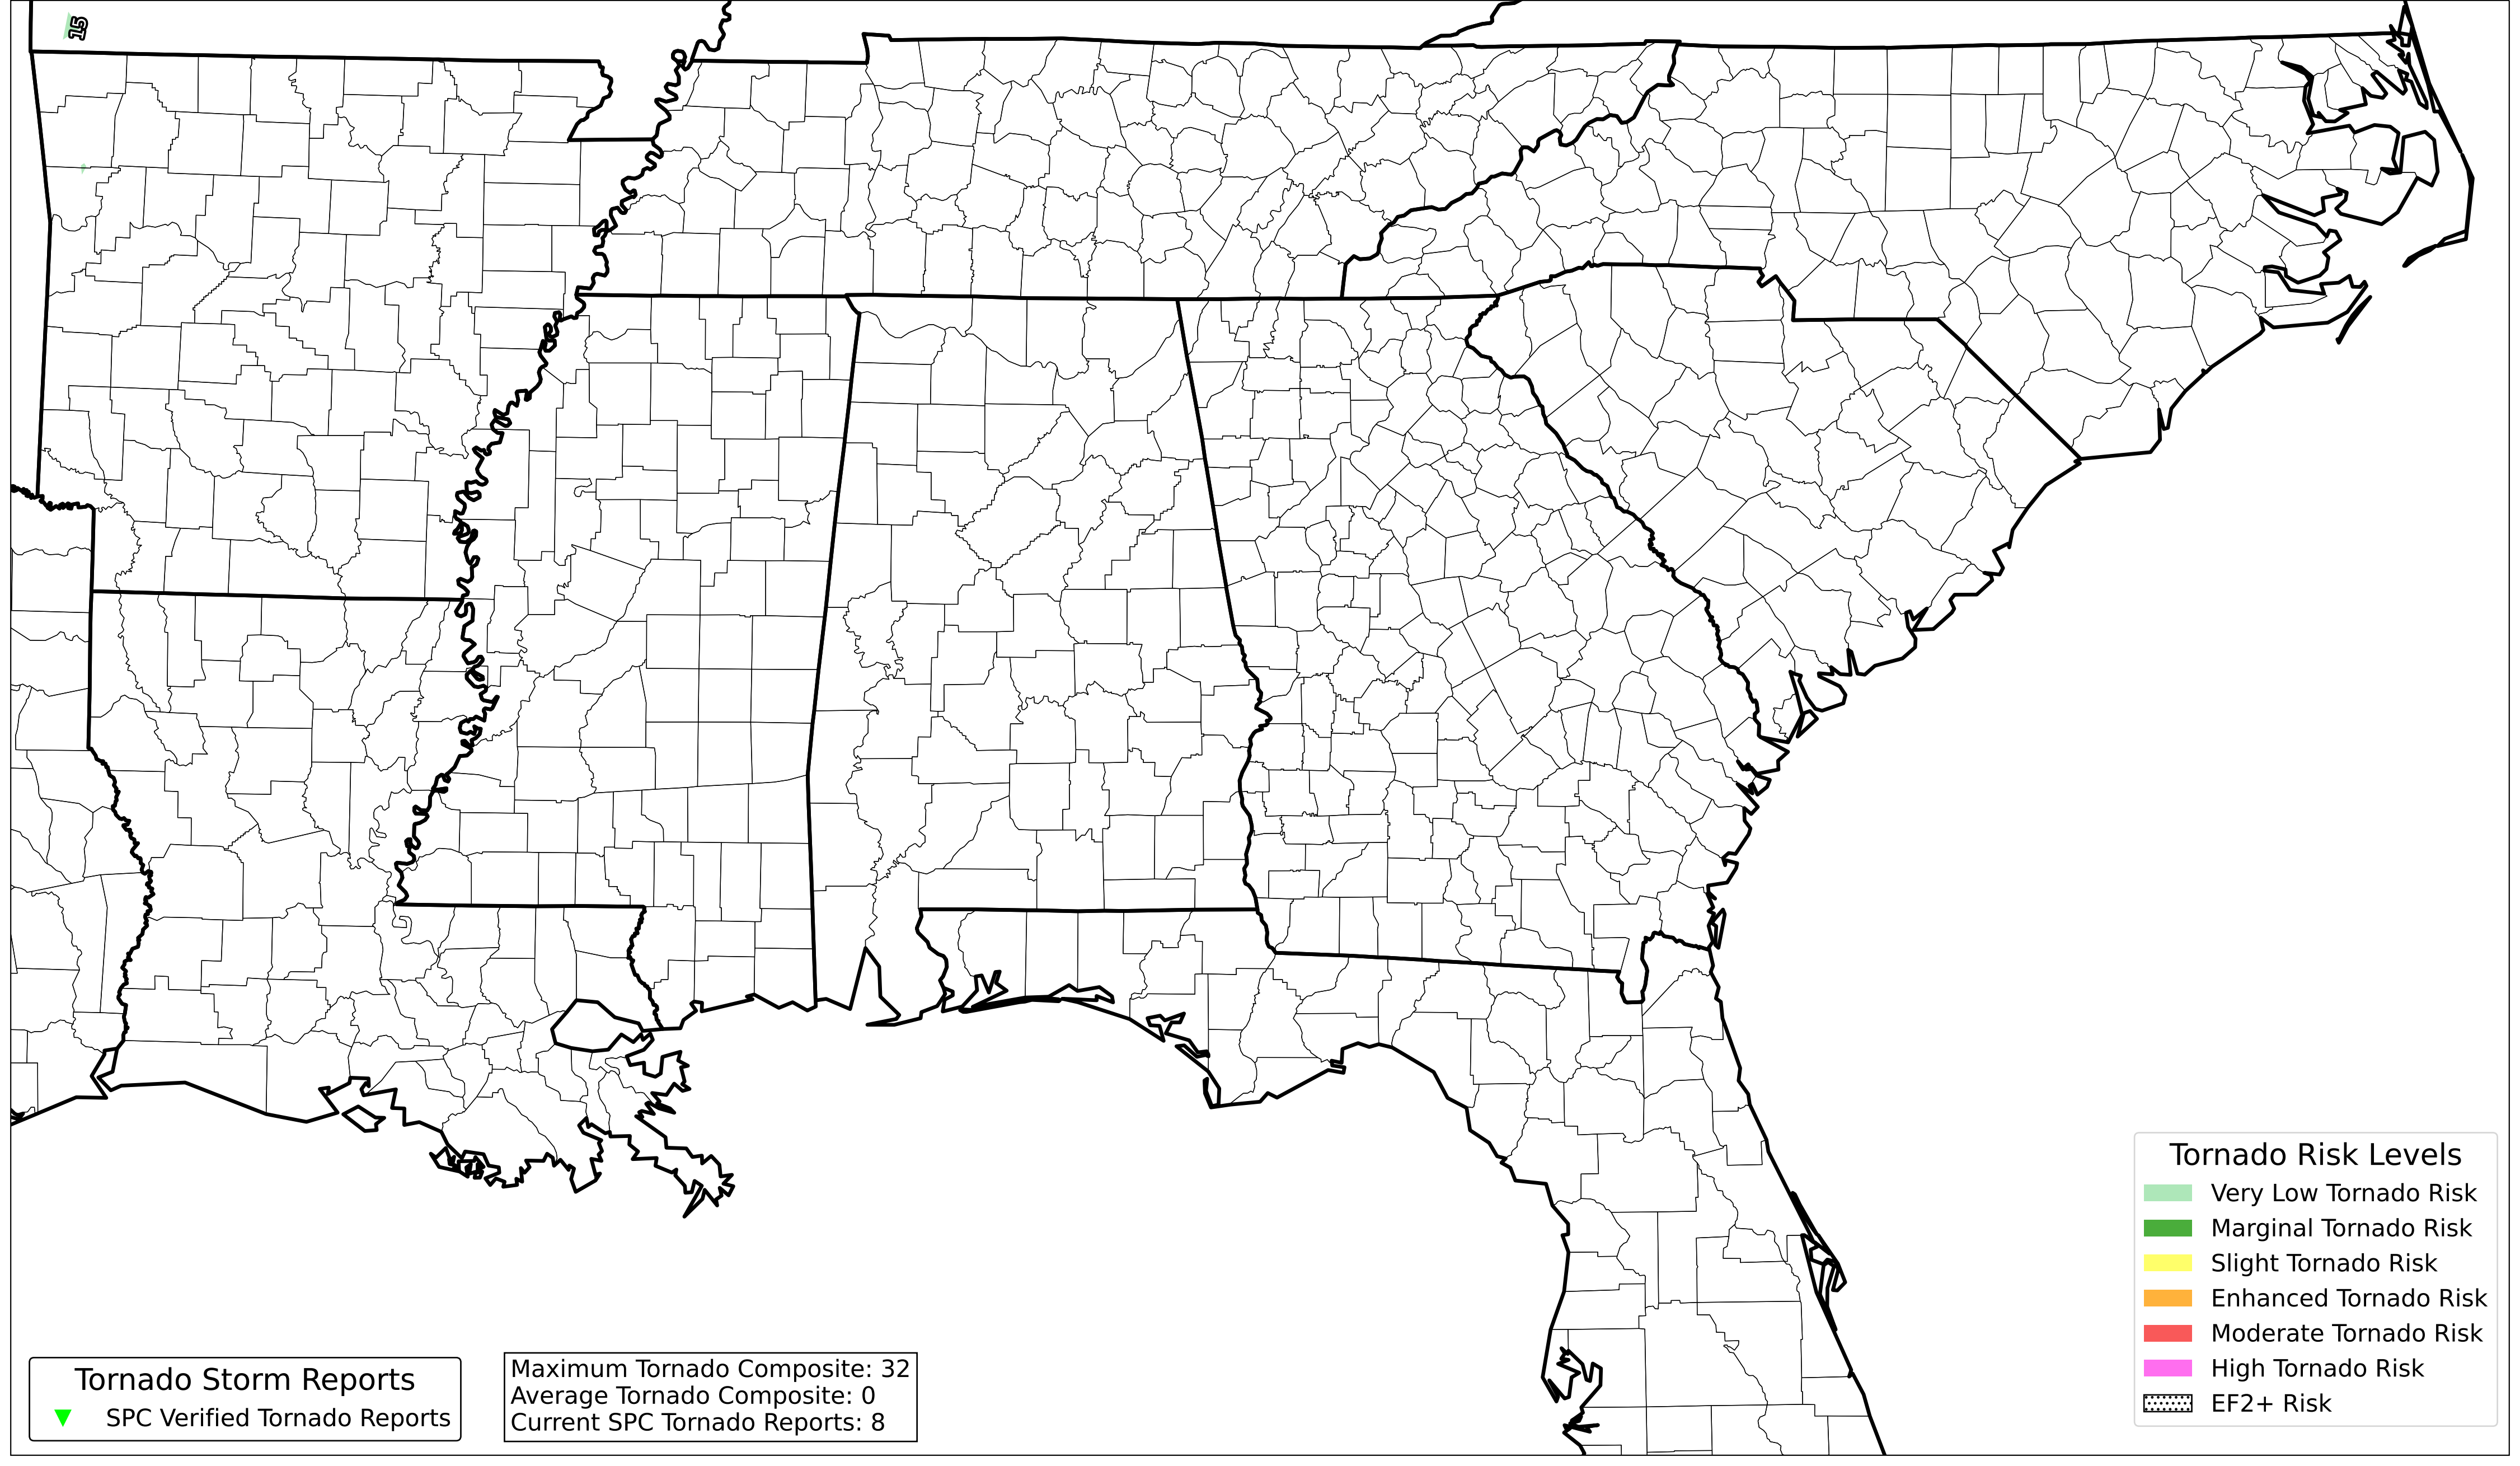 15
Tornado Risk Levels
Very Low Tornado Risk
Marginal Tornado Risk
Slight Tornado Risk
Enhanced Tornado Risk
Moderate Tornado Risk
High Tornado Risk
EF2+ Risk
Tornado Storm Reports
SPC Verified Tornado Reports
Maximum Tornado Composite: 32
Average Tornado Composite: 0
Current SPC Tornado Reports: 8